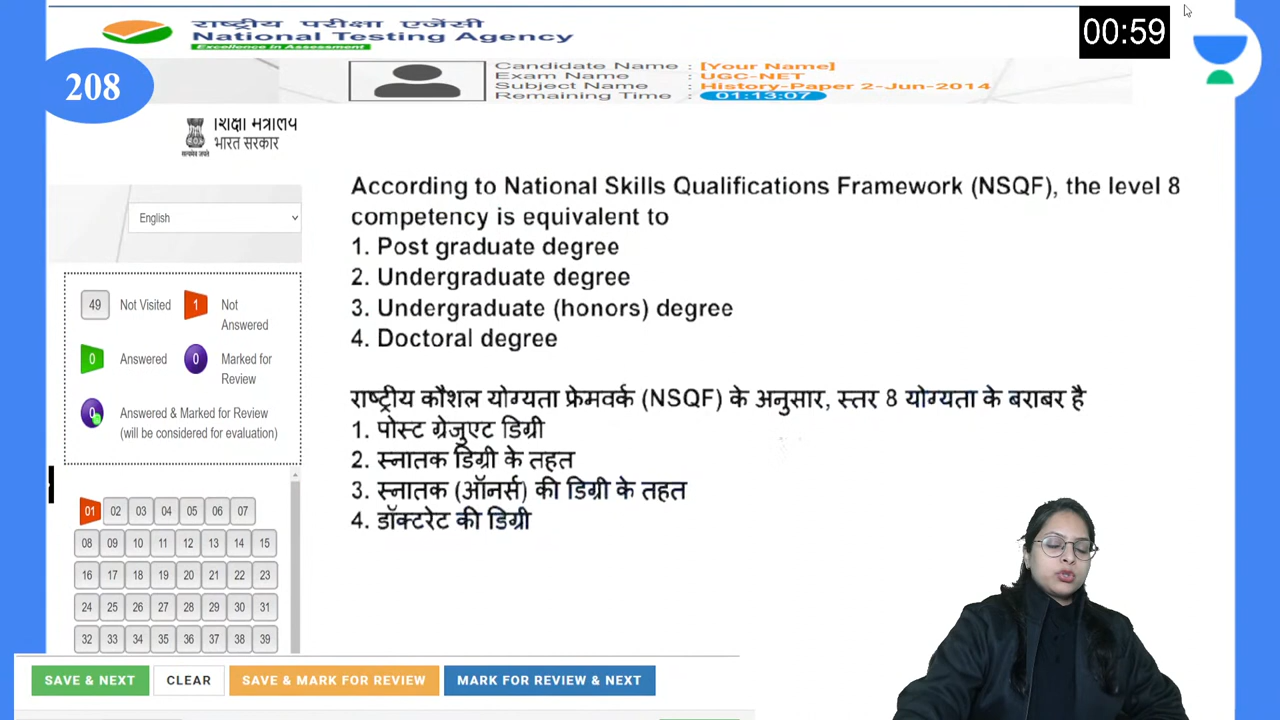 राष्ट्रीय परीक्षा एजेंसी
National Testing Agency
Excellence in Assessment
00:59
208
Candidate Name : [Your Name]
Exam Name : UGC-NET
Subject Name : History-Paper 2-Jun-2014
Remaining Time : 01:13:07
शिक्षा मंत्रालय
भारत सरकार
सत्यमेव जयते
English
49 Not Visited 1 Not Answered
0 Answered 0 Marked for Review
0 Answered & Marked for Review
(will be considered for evaluation)
01 02 03 04 05 06 07
08 09 10 11 12 13 14 15
16 17 18 19 20 21 22 23
24 25 26 27 28 29 30 31
32 33 34 35 36 37 38 39
According to National Skills Qualifications Framework (NSQF), the level 8
competency is equivalent to
1. Post graduate degree
2. Undergraduate degree
3. Undergraduate (honors) degree
4. Doctoral degree
राष्ट्रीय कौशल योग्यता फ्रेमवर्क (NSQF) के अनुसार, स्तर 8 योग्यता के बराबर है
1. पोस्ट ग्रेजुएट डिग्री
2. स्नातक डिग्री के तहत
3. स्नातक (ऑनर्स) की डिग्री के तहत
4. डॉक्टरेट की डिग्री
SAVE & NEXT CLEAR SAVE & MARK FOR REVIEW MARK FOR REVIEW & NEXT